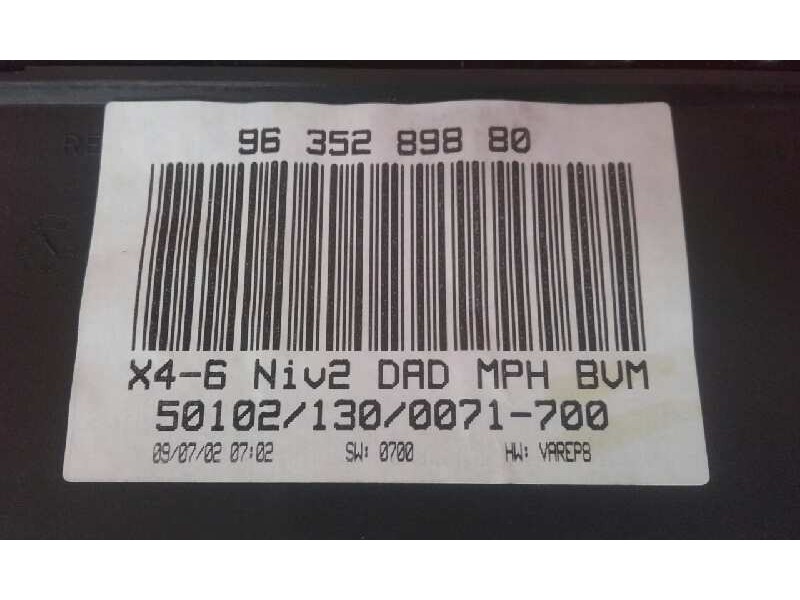 96 352 898 80
X4-6 Niv2 DAD MPH BVM
50102/130/0071-700
09/07/02 07:02 SW: 0700 HW: VAREP8